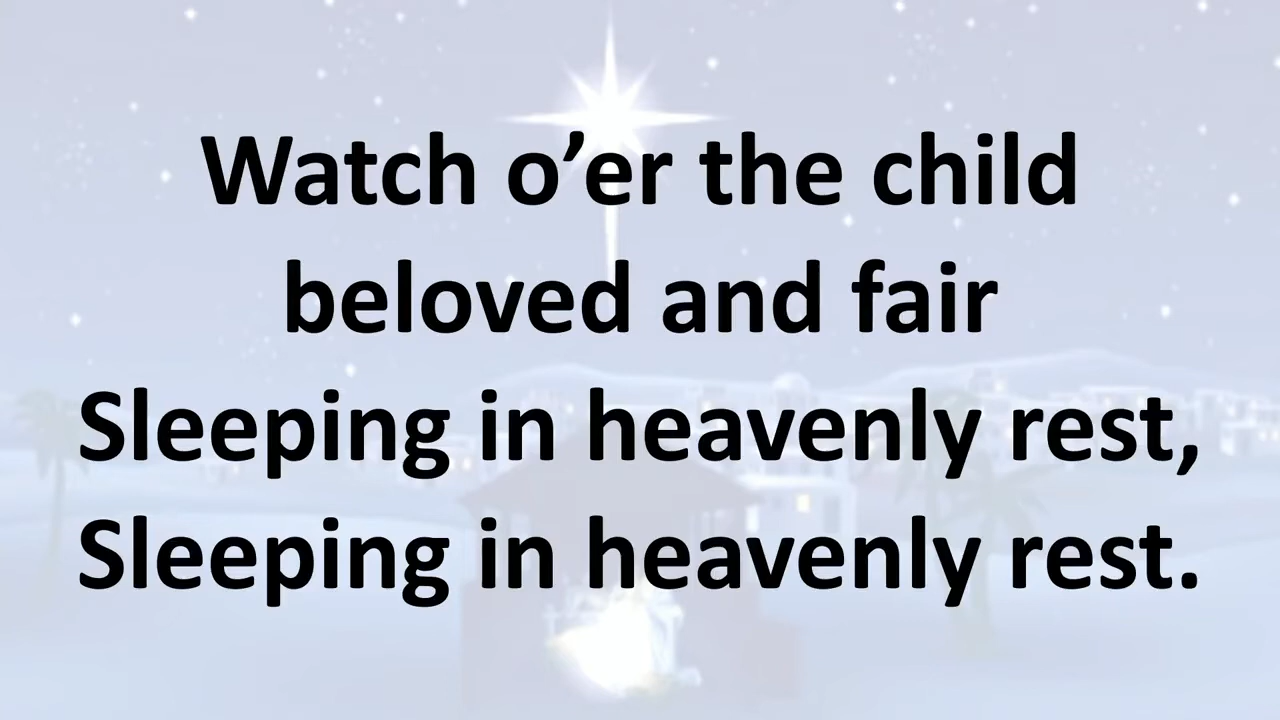 Watch o’er the child
beloved and fair
Sleeping in heavenly rest,
Sleeping in heavenly rest.